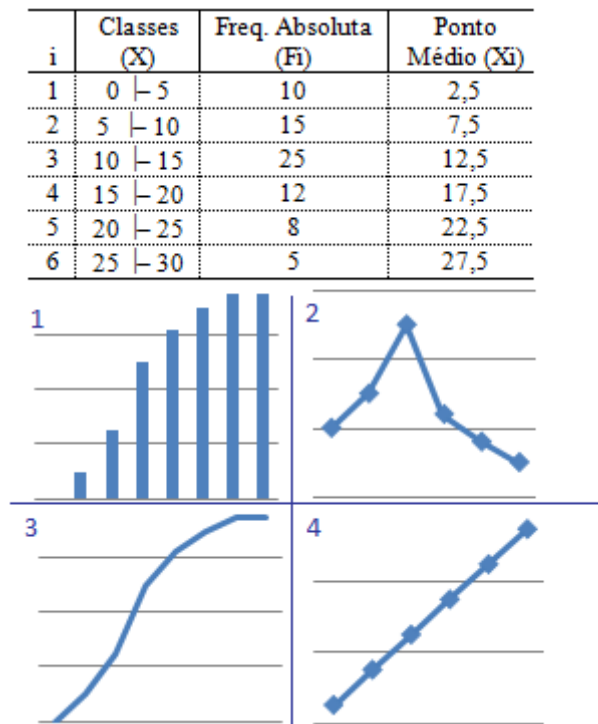 i Classes (X) Freq. Absoluta (Fi) Ponto Médio (Xi)
1 0 |– 5 10 2,5
2 5 |– 10 15 7,5
3 10 |– 15 25 12,5
4 15 |– 20 12 17,5
5 20 |– 25 8 22,5
6 25 |– 30 5 27,5
1
2
3
4